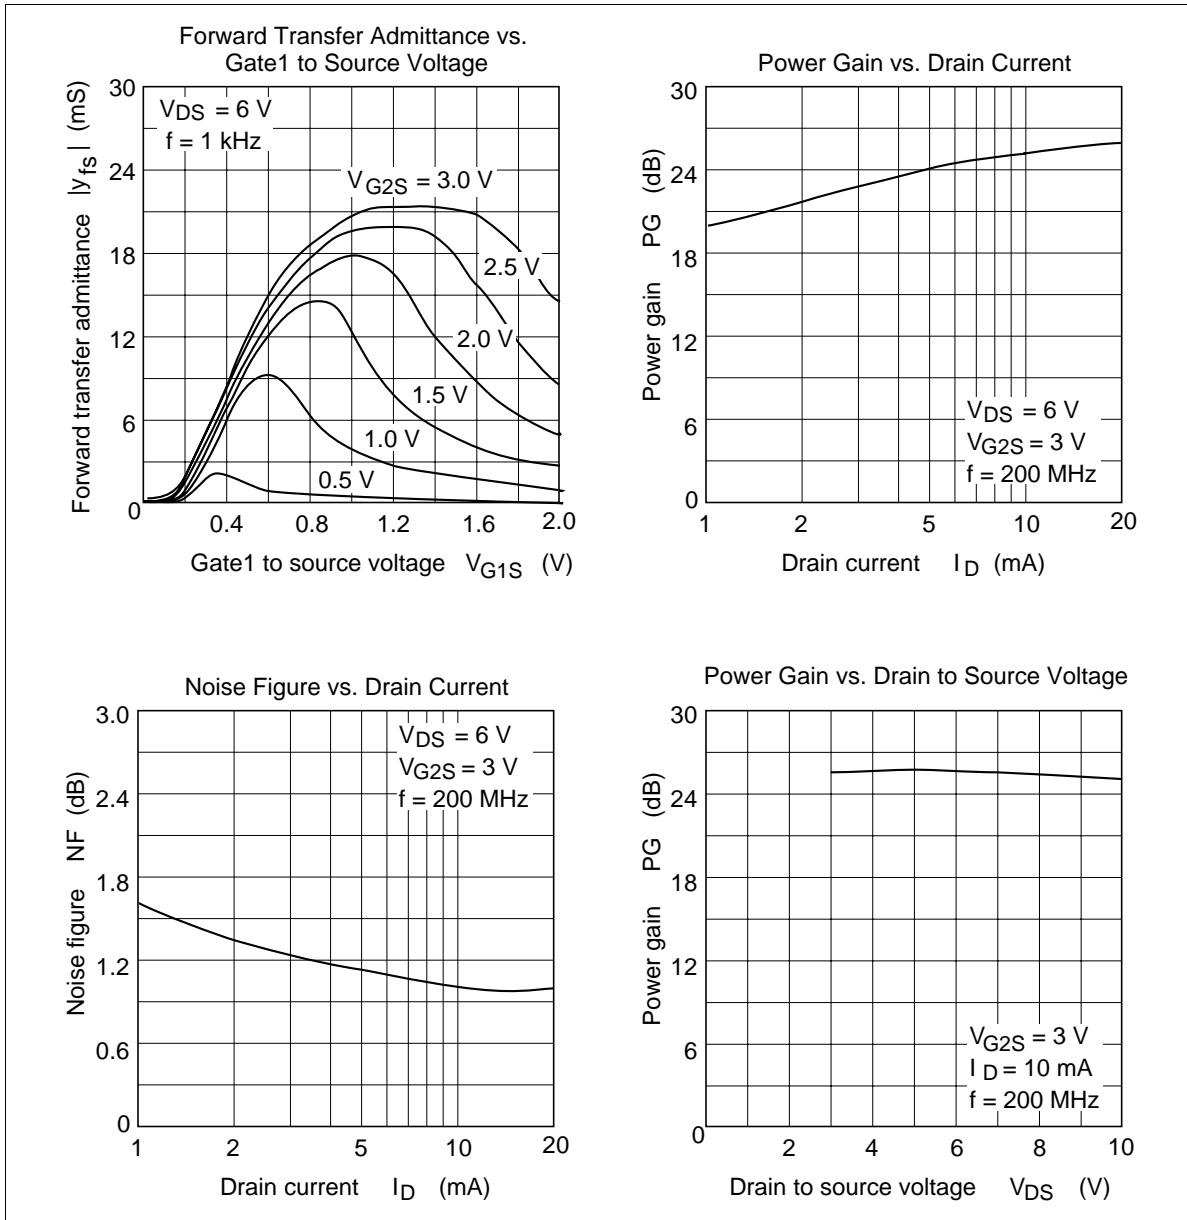 Forward Transfer Admittance vs.
Gate1 to Source Voltage
30
24
18
12
6
0
Forward transfer admittance |yfs| (mS)
VDS = 6 V
f = 1 kHz
VG2S = 3.0 V
2.5 V
2.0 V
1.5 V
1.0 V
0.5 V
0.4 0.8 1.2 1.6 2.0
Gate1 to source voltage VG1S (V)
Power Gain vs. Drain Current
30
24
18
12
6
0
Power gain PG (dB)
VDS = 6 V
VG2S = 3 V
f = 200 MHz
1 2 5 10 20
Drain current ID (mA)
Noise Figure vs. Drain Current
3.0
2.4
1.8
1.2
0.6
0
Noise figure NF (dB)
VDS = 6 V
VG2S = 3 V
f = 200 MHz
1 2 5 10 20
Drain current ID (mA)
Power Gain vs. Drain to Source Voltage
30
24
18
12
6
Power gain PG (dB)
VG2S = 3 V
ID = 10 mA
f = 200 MHz
0 2 4 6 8 10
Drain to source voltage VDS (V)